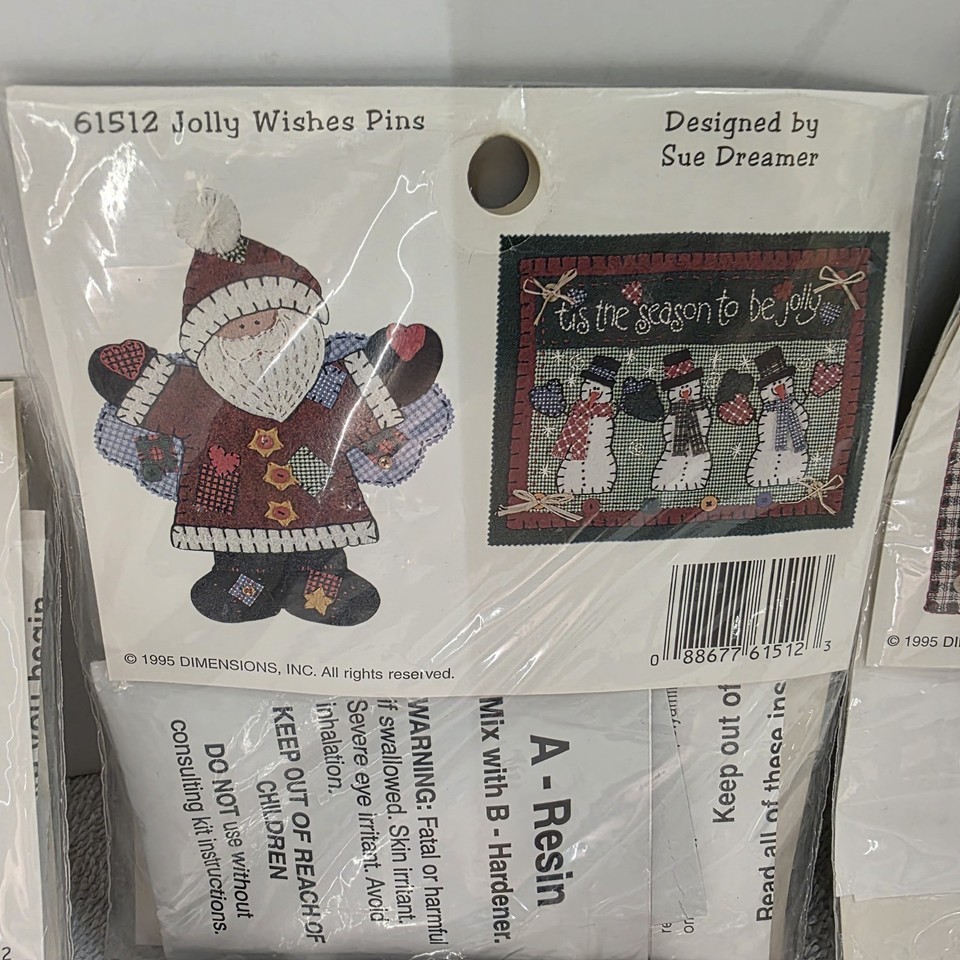 61512 Jolly Wishes Pins
Designed by
Sue Dreamer
'tis the season to be jolly
© 1995 DIMENSIONS, INC. All rights reserved.
0 88677 61512 3
A - Resin
Mix with B - Hardener.
WARNING: Fatal or harmful
if swallowed. Skin irritant.
Severe eye irritant. Avoid
inhalation.
KEEP OUT OF REACH OF
CHILDREN
DO NOT use without
consulting kit instructions.
Keep out of
Read all of these ins
you begin
© 1995 DI
2